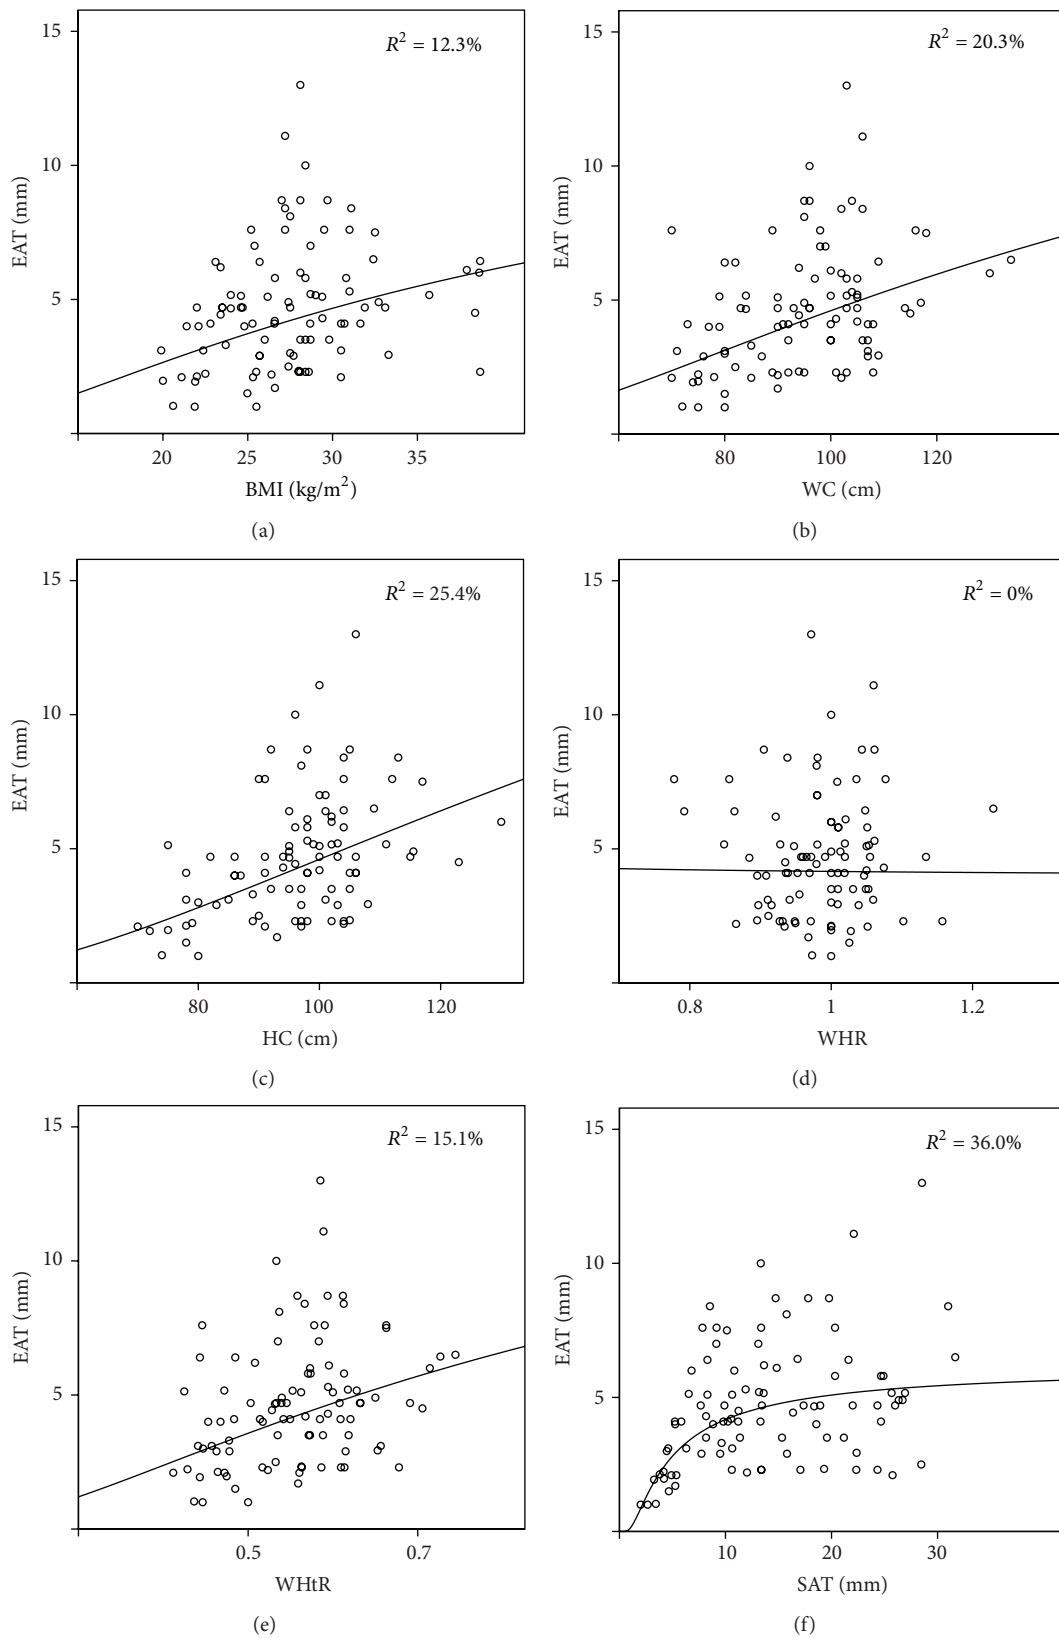 15
R² = 12.3%
10
EAT (mm)
5
20 25 30 35
BMI (kg/m²)
(a)
15
R² = 20.3%
10
EAT (mm)
5
80 100 120
WC (cm)
(b)
15
R² = 25.4%
10
EAT (mm)
5
80 100 120
HC (cm)
(c)
15
R² = 0%
10
EAT (mm)
5
0.8 1 1.2
WHR
(d)
15
R² = 15.1%
10
EAT (mm)
5
0.5 0.7
WHtR
(e)
15
R² = 36.0%
10
EAT (mm)
5
10 20 30
SAT (mm)
(f)